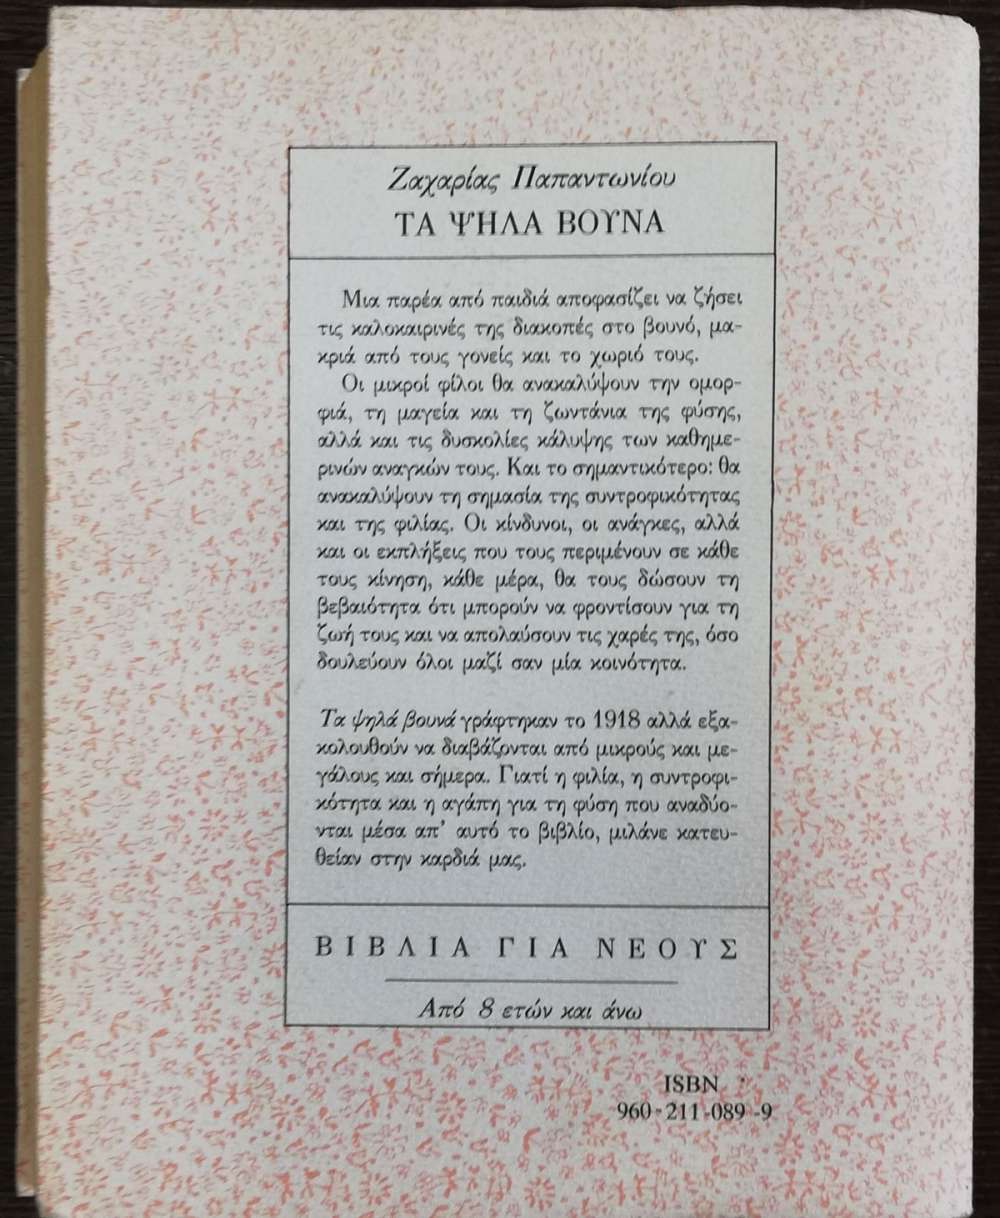 Ζαχαρίας Παπαντωνίου
ΤΑ ΨΗΛΑ ΒΟΥΝΑ
Μια παρέα από παιδιά αποφασίζει να ζήσει
τις καλοκαιρινές της διακοπές στο βουνό, μα-
κριά από τους γονείς και το χωριό τους.
Οι μικροί φίλοι θα ανακαλύψουν την ομορ-
φιά, τη μαγεία και τη ζωντάνια της φύσης,
αλλά και τις δυσκολίες κάλυψης των καθημε-
ρινών αναγκών τους. Και το σημαντικότερο: θα
ανακαλύψουν τη σημασία της συντροφικότητας
και της φιλίας. Οι κίνδυνοι, οι ανάγκες, αλλά
και οι εκπλήξεις που τους περιμένουν σε κάθε
τους κίνηση, κάθε μέρα, θα τους δώσουν τη
βεβαιότητα ότι μπορούν να φροντίσουν για τη
ζωή τους και να απολαύσουν τις χαρές της, όσο
δουλεύουν όλοι μαζί σαν μία κοινότητα.
Τα ψηλά βουνά γράφτηκαν το 1918 αλλά εξα-
κολουθούν να διαβάζονται από μικρούς και με-
γάλους και σήμερα. Γιατί η φιλία, η συντροφι-
κότητα και η αγάπη για τη φύση που αναδύο-
νται μέσα απ' αυτό το βιβλίο, μιλάνε κατευ-
θείαν στην καρδιά μας.
ΒΙΒΛΙΑ ΓΙΑ ΝΕΟΥΣ
Από 8 ετών και άνω
ISBN
960-211-089-9